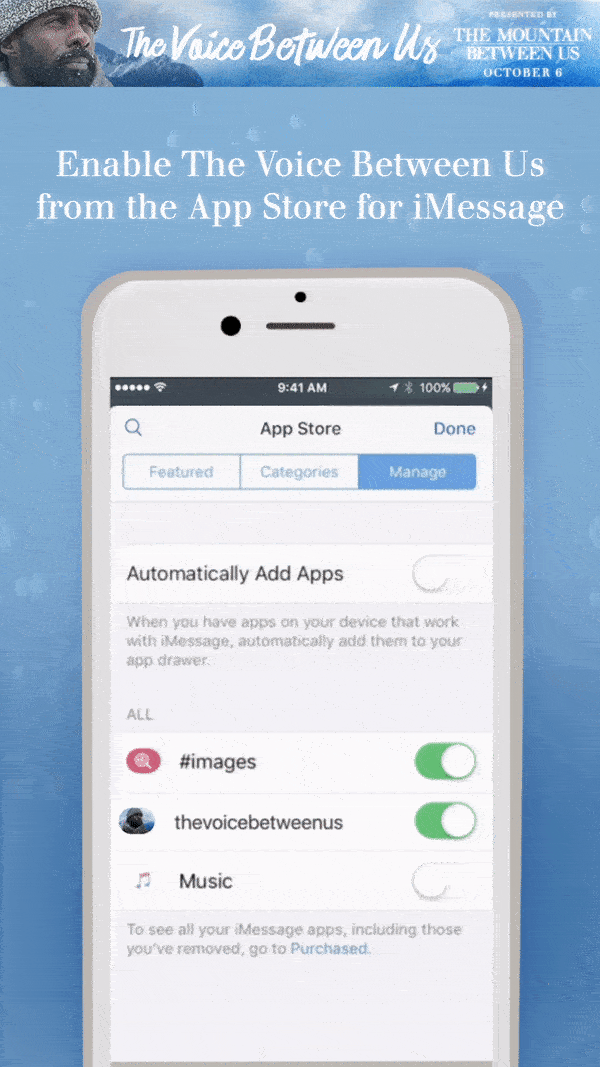 The Voice Between Us
PRESENTED BY
THE MOUNTAIN
BETWEEN US
OCTOBER 6
Enable The Voice Between Us
from the App Store for iMessage
9:41 AM
100%
App Store
Done
Featured
Categories
Manage
Automatically Add Apps
When you have apps on your device that work
with iMessage, automatically add them to your
app drawer.
ALL
#images
thevoicebetweenus
Music
To see all your iMessage apps, including those
you've removed, go to Purchased.